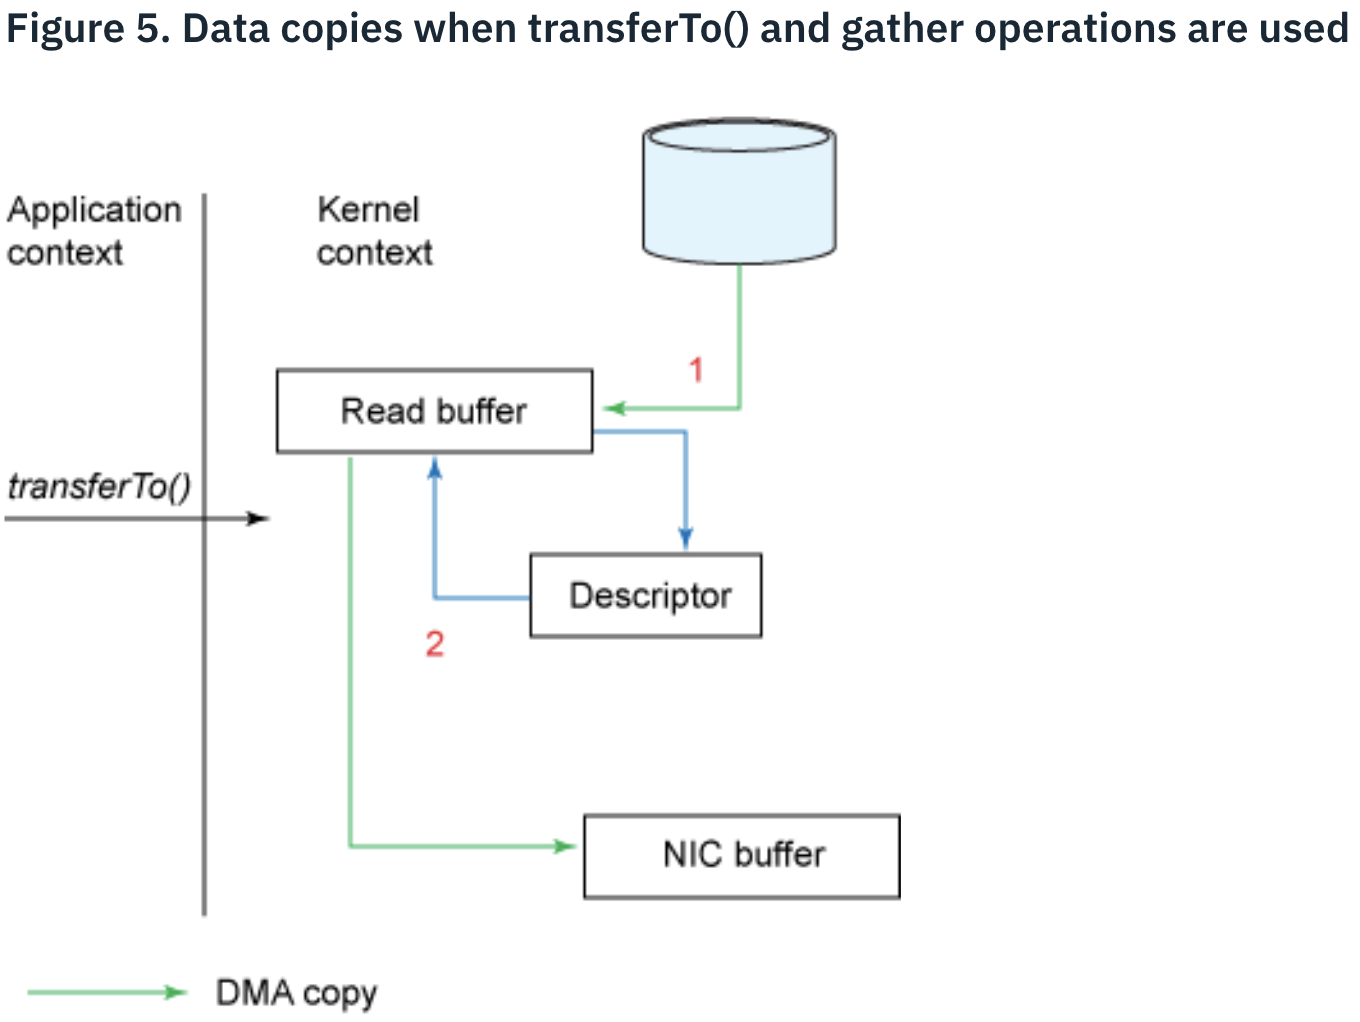 Figure 5. Data copies when transferTo() and gather operations are used
Application
context
Kernel
context
1
Read buffer
transferTo()
Descriptor
2
NIC buffer
DMA copy